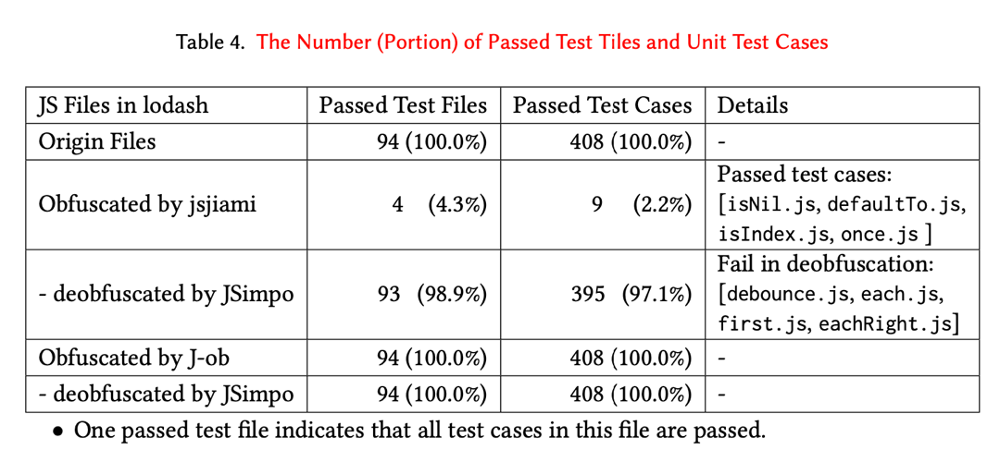 Table 4. The Number (Portion) of Passed Test Tiles and Unit Test Cases
JS Files in lodash Passed Test Files Passed Test Cases Details
Origin Files 94 (100.0%) 408 (100.0%) -
Obfuscated by jsjiami 4 (4.3%) 9 (2.2%) Passed test cases:
[isNil.js, defaultTo.js,
isIndex.js, once.js ]
- deobfuscated by JSimpo 93 (98.9%) 395 (97.1%) Fail in deobfuscation:
[debounce.js, each.js,
first.js, eachRight.js]
Obfuscated by J-ob 94 (100.0%) 408 (100.0%) -
- deobfuscated by JSimpo 94 (100.0%) 408 (100.0%) -
• One passed test file indicates that all test cases in this file are passed.